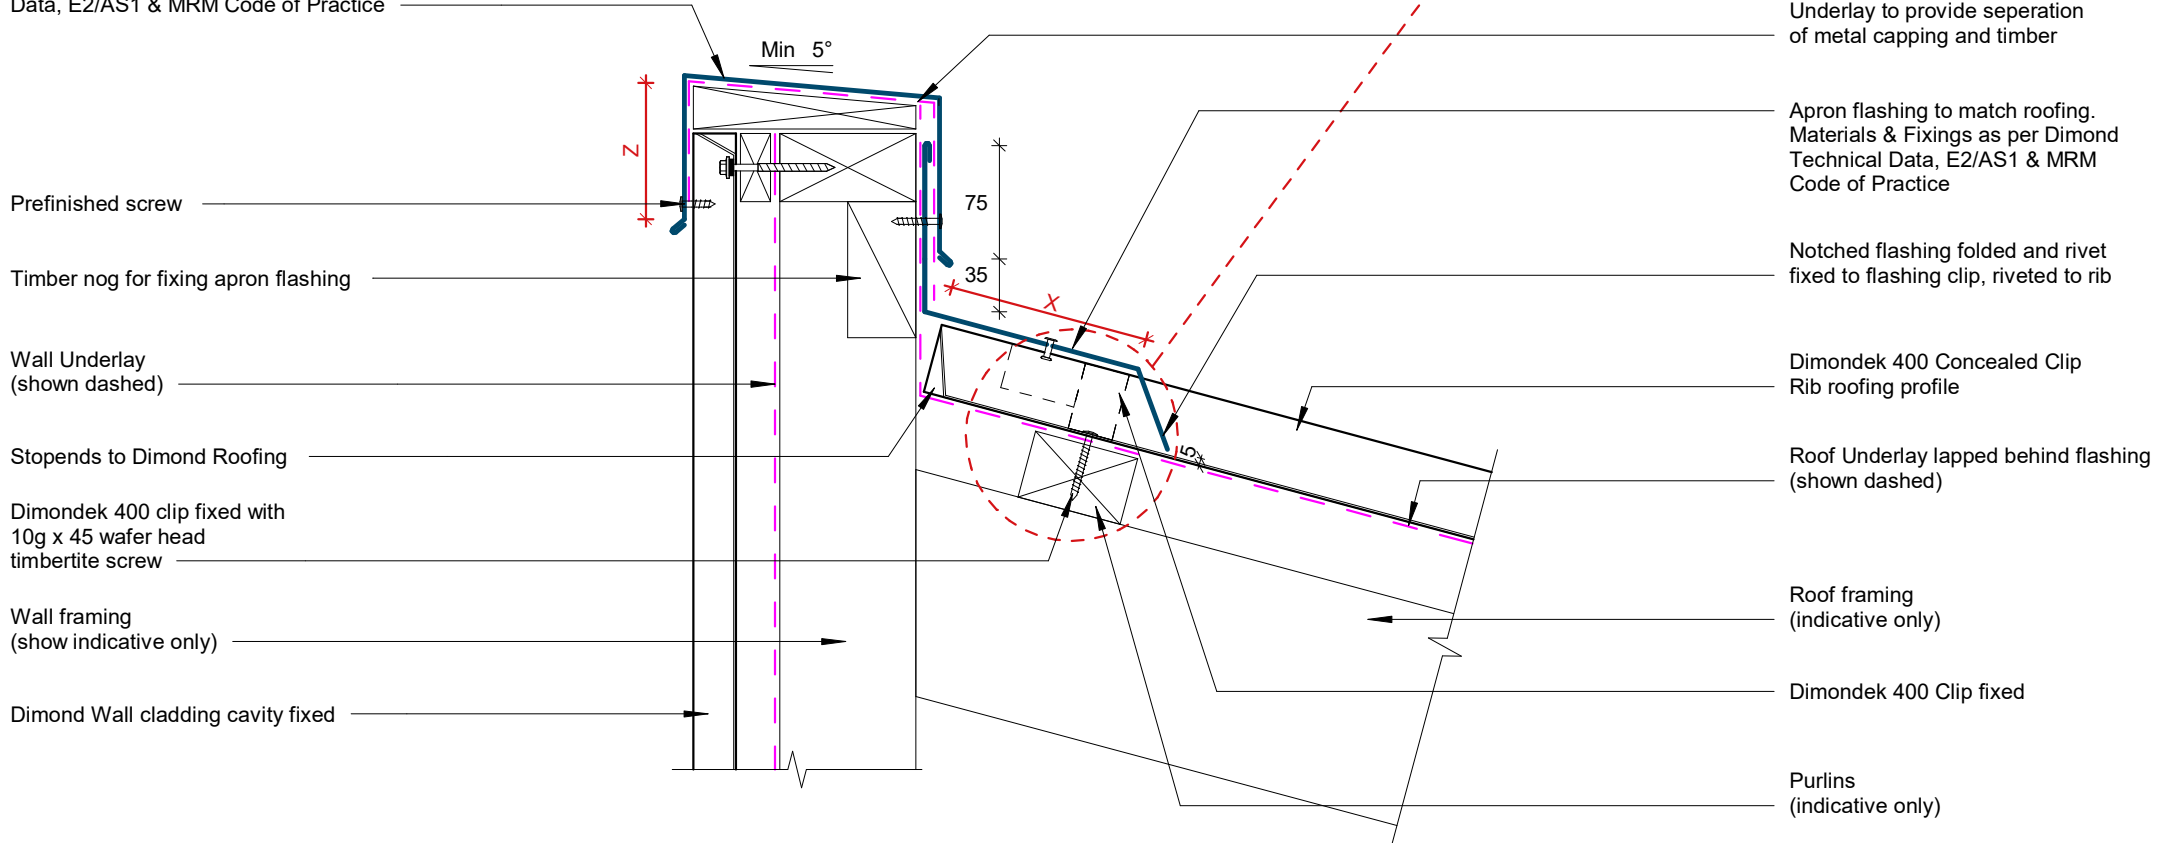 Data, E2/AS1 & MRM Code of Practice
Prefinished screw
Timber nog for fixing apron flashing
Wall Underlay
(shown dashed)
Stopends to Dimond Roofing
Dimondek 400 clip fixed with
10g x 45 wafer head
timbertite screw
Wall framing
(show indicative only)
Dimond Wall cladding cavity fixed
Min 5°
Z
75
35
X
5
Underlay to provide seperation
of metal capping and timber
Apron flashing to match roofing.
Materials & Fixings as per Dimond
Technical Data, E2/AS1 & MRM
Code of Practice
Notched flashing folded and rivet
fixed to flashing clip, riveted to rib
Dimondek 400 Concealed Clip
Rib roofing profile
Roof Underlay lapped behind flashing
(shown dashed)
Roof framing
(indicative only)
Dimondek 400 Clip fixed
Purlins
(indicative only)